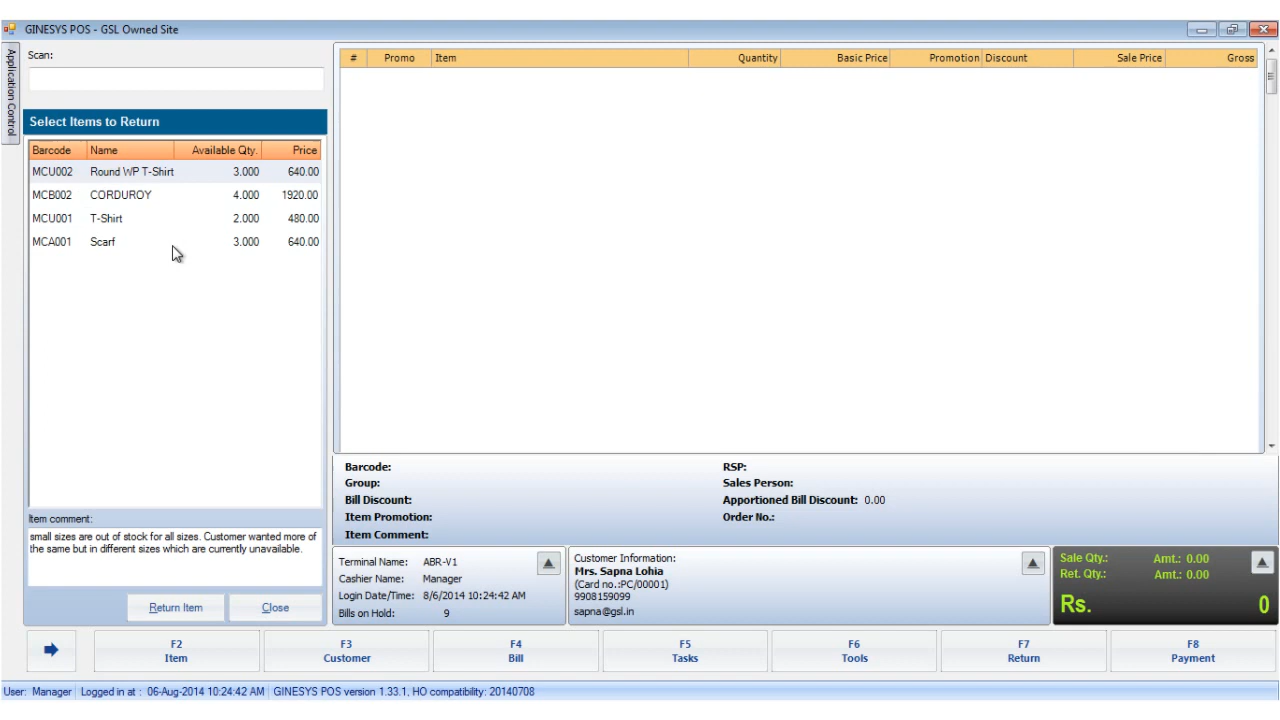 GINESYS POS - GSL Owned Site
Application Control
Scan:
Select Items to Return
Barcode Name Available Qty. Price
MCU002 Round WP T-Shirt 3.000 640.00
MCB002 CORDUROY 4.000 1920.00
MCU001 T-Shirt 2.000 480.00
MCA001 Scarf 3.000 640.00
Item comment:
small sizes are out of stock for all sizes. Customer wanted more of
the same but in different sizes which are currently unavailable.
Return Item Close
# Promo Item Quantity Basic Price Promotion Discount Sale Price Gross
Barcode: RSP:
Group: Sales Person:
Bill Discount: Apportioned Bill Discount: 0.00
Item Promotion: Order No.:
Item Comment:
Terminal Name: ABR-V1
Cashier Name: Manager
Login Date/Time: 8/6/2014 10:24:42 AM
Bills on Hold: 9
Customer Information:
Mrs. Sapna Lohia
(Card no.:PC/00001)
9908159099
sapna@gsl.in
Sale Qty.: Amt.: 0.00
Ret. Qty.: Amt.: 0.00
Rs. 0
F2 F3 F4 F5 F6 F7 F8
Item Customer Bill Tasks Tools Return Payment
User: Manager Logged in at : 06-Aug-2014 10:24:42 AM GINESYS POS version 1.33.1, HO compatibility: 20140708